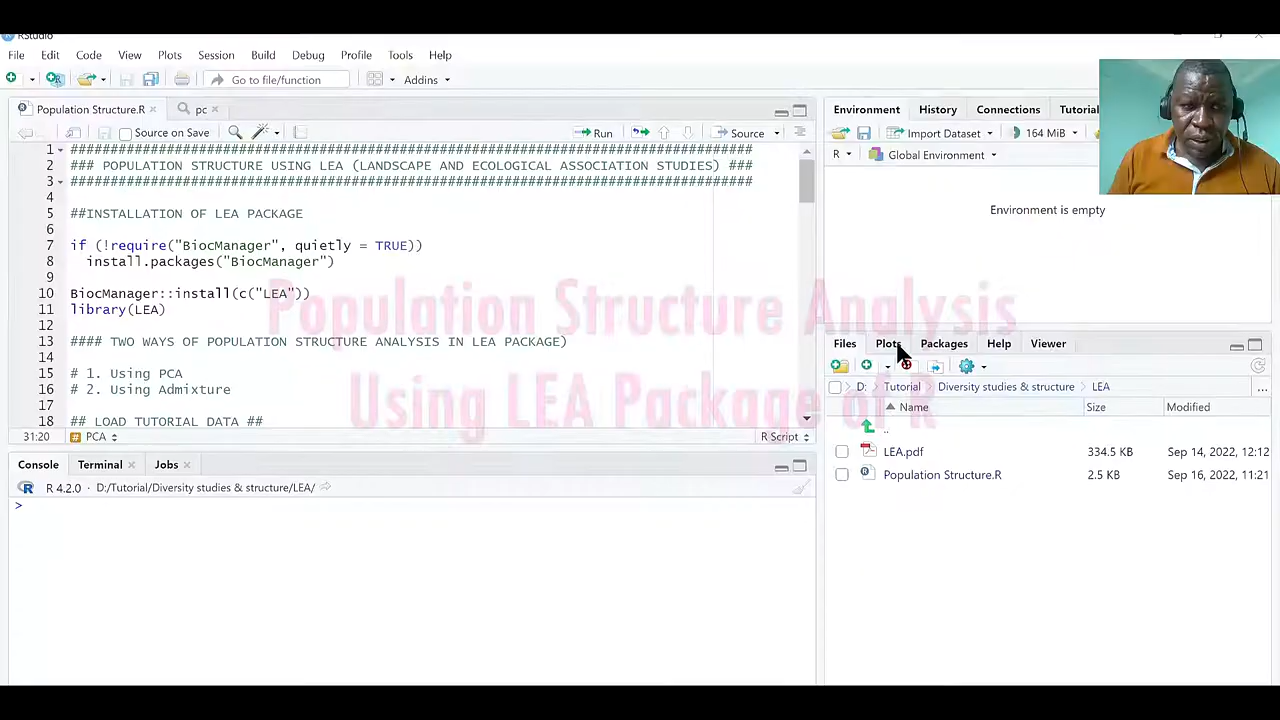 RStudio
File Edit Code View Plots Session Build Debug Profile Tools Help
Go to file/function Addins
Population Structure.R pc
Source on Save Run Source
1 ###########################################################################
2 ### POPULATION STRUCTURE USING LEA (LANDSCAPE AND ECOLOGICAL ASSOCIATION STUDIES) ###
3 ###########################################################################
4
5 ##INSTALLATION OF LEA PACKAGE
6
7 if (!require("BiocManager", quietly = TRUE))
8 install.packages("BiocManager")
9
10 BiocManager::install(c("LEA"))
11 library(LEA)
12
13 #### TWO WAYS OF POPULATION STRUCTURE ANALYSIS IN LEA PACKAGE)
14
15 # 1. Using PCA
16 # 2. Using Admixture
17
18 ## LOAD TUTORIAL DATA ##
31:20 PCA R Script
Console Terminal Jobs
R 4.2.0 · D:/Tutorial/Diversity studies & structure/LEA/
>
Environment History Connections Tutorial
Import Dataset 164 MiB
R Global Environment
Environment is empty
Files Plots Packages Help Viewer
D: Tutorial Diversity studies & structure LEA ...
Name Size Modified
..
LEA.pdf 334.5 KB Sep 14, 2022, 12:12
Population Structure.R 2.5 KB Sep 16, 2022, 11:21
Population Structure Analysis
Using LEA Package of R